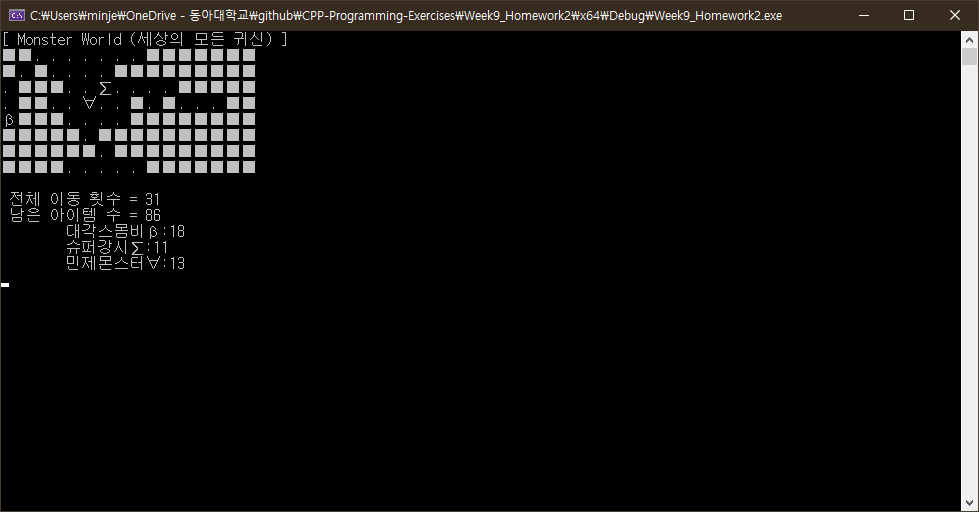 C:₩Users₩minje₩OneDrive - 동아대학교₩github₩CPP-Programming-Exercises₩Week9_Homework2₩x64₩Debug₩Week9_Homework2.exe
[ Monster World (세상의 모든 귀신) ]
■■. . . . . . . ■■■■■■■
■. ■. . . . ■■■■■■■■■
. ■■■. . ∑. . . . ■■■■■
. ■■. . ∀. . ■. ■. . . ■■
β■■■. . . . ■■■■■■■■
■■■■■. ■■■■■■■■■■
■■■■■■. ■■■■■■■■■
■■■■. . . . . ■■■■■■■
전체 이동 횟수 = 31
남은 아이템 수 = 86
대각스몸비β:18
슈퍼강시∑:11
민제몬스터∀:13